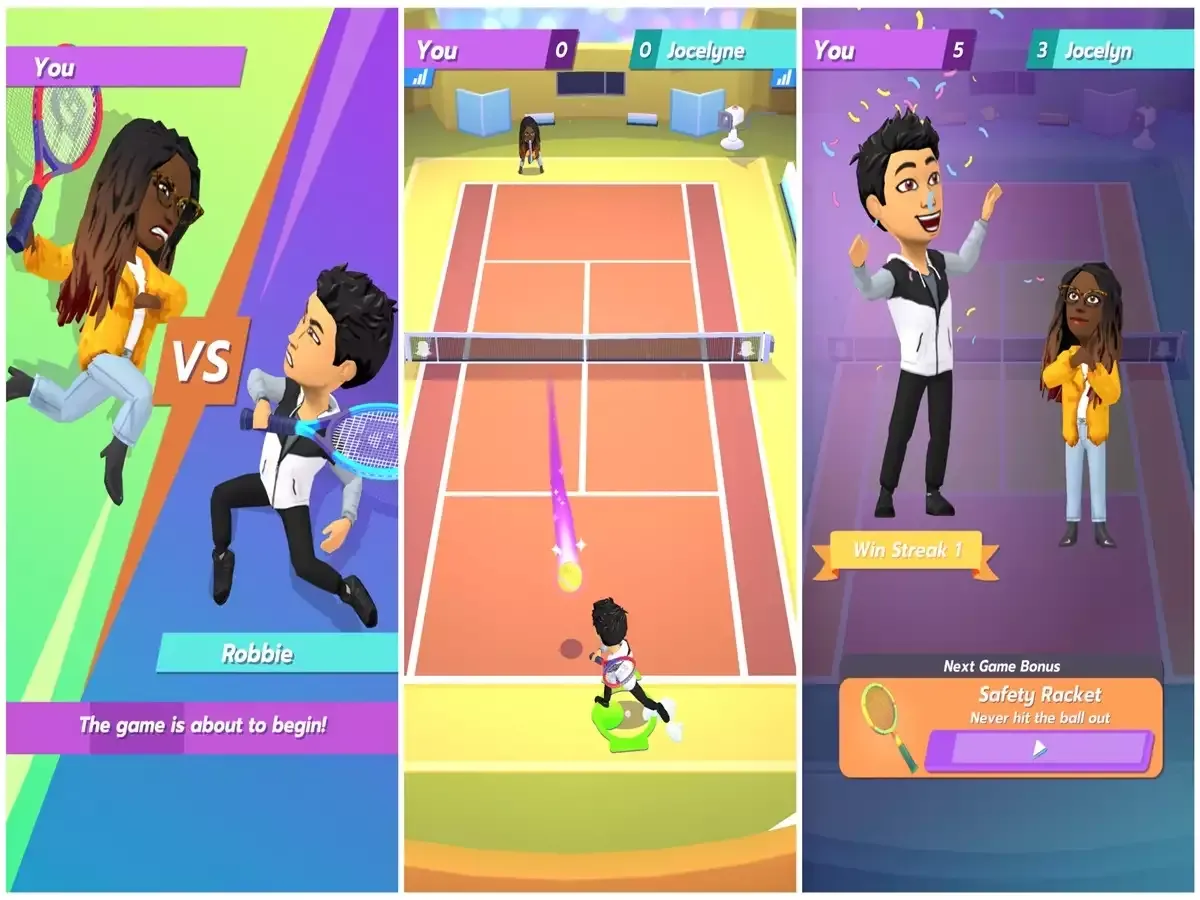 You
VS
Robbie
The game is about to begin!
You 0
0 Jocelyne
You 5
3 Jocelyn
Win Streak 1
Next Game Bonus
Safety Racket
Never hit the ball out